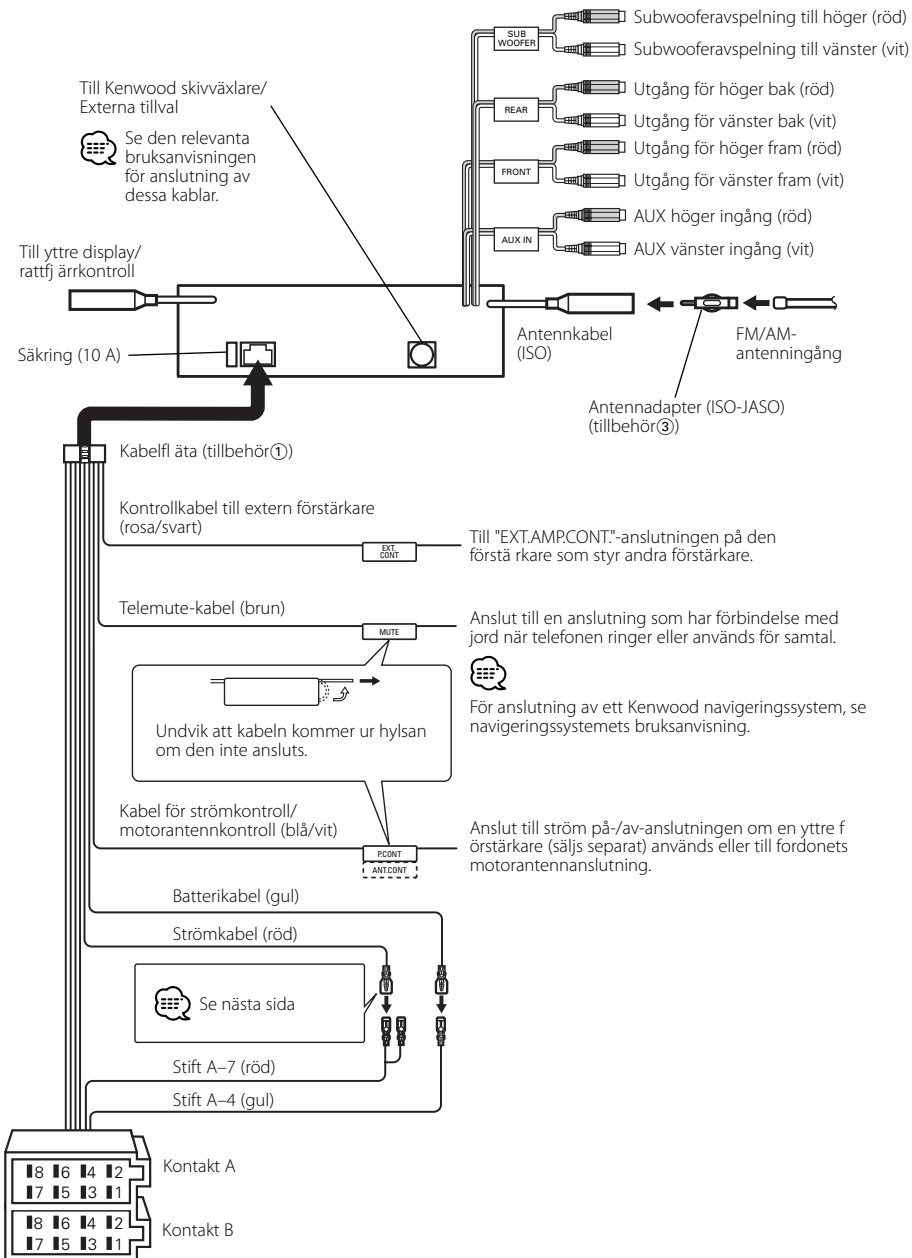 SUB
WOOFER
Subwooferavspelning till höger (röd)
Subwooferavspelning till vänster (vit)
Till Kenwood skivväxlare/
Externa tillval
Se den relevanta
bruksanvisningen
för anslutning av
dessa kablar.
REAR
Utgång för höger bak (röd)
Utgång för vänster bak (vit)
FRONT
Utgång för höger fram (röd)
Utgång för vänster fram (vit)
AUX IN
AUX höger ingång (röd)
AUX vänster ingång (vit)
Till yttre display/
rattfj ärrkontroll
Säkring (10 A)
Antennkabel
(ISO)
FM/AM-
antenningång
Antennadapter (ISO-JASO)
(tillbehör③)
Kabelfl äta (tillbehör①)
Kontrollkabel till extern förstärkare
(rosa/svart)
EXT.
CONT
Till "EXT.AMP.CONT."-anslutningen på den
förstä rkare som styr andra förstärkare.
Telemute-kabel (brun)
MUTE
Anslut till en anslutning som har förbindelse med
jord när telefonen ringer eller används för samtal.
För anslutning av ett Kenwood navigeringssystem, se
navigeringssystemets bruksanvisning.
Undvik att kabeln kommer ur hylsan
om den inte ansluts.
Kabel för strömkontroll/
motorantennkontroll (blå/vit)
P.CONT
ANT.CONT
Anslut till ström på-/av-anslutningen om en yttre f
örstärkare (säljs separat) används eller till fordonets
motorantennanslutning.
Batterikabel (gul)
Strömkabel (röd)
Se nästa sida
Stift A–7 (röd)
Stift A–4 (gul)
Kontakt A
8 6 4 2
7 5 3 1
Kontakt B
8 6 4 2
7 5 3 1